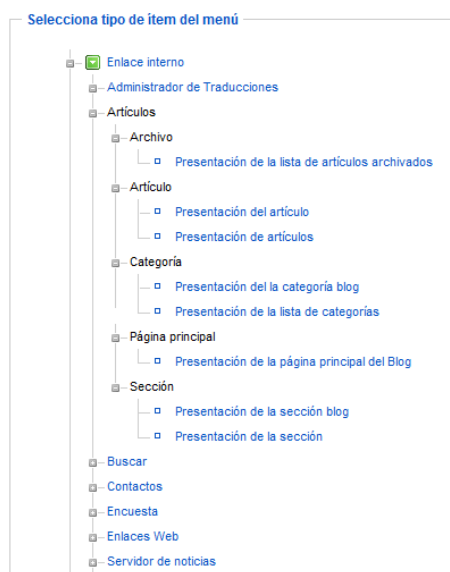 Selecciona tipo de ítem del menú
Enlace interno
Administrador de Traducciones
Artículos
Archivo
Presentación de la lista de artículos archivados
Artículo
Presentación del artículo
Presentación de artículos
Categoría
Presentación del la categoría blog
Presentación de la lista de categorías
Página principal
Presentación de la página principal del Blog
Sección
Presentación de la sección blog
Presentación de la sección
Buscar
Contactos
Encuesta
Enlaces Web
Servidor de noticias